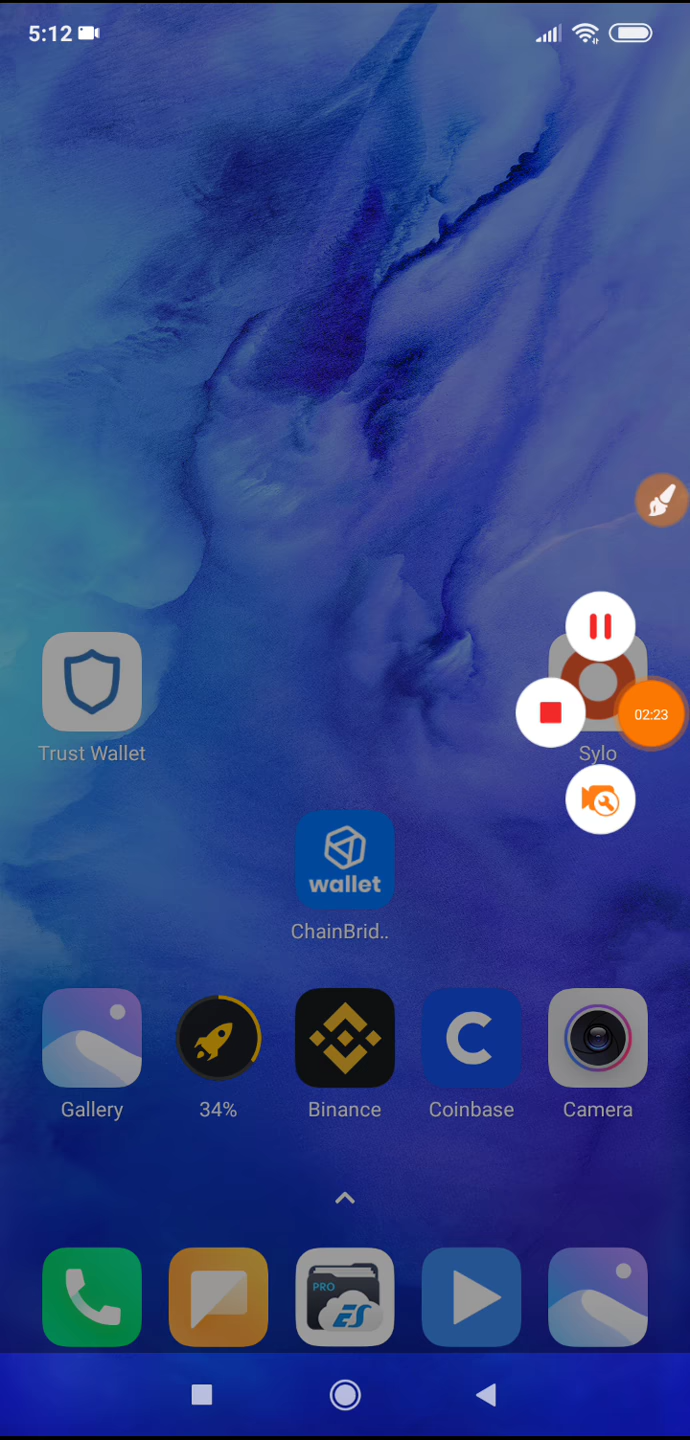 5:12
02:23
Trust Wallet
Sylo
wallet
ChainBrid..
Gallery
34%
Binance
Coinbase
Camera
PRO
ES